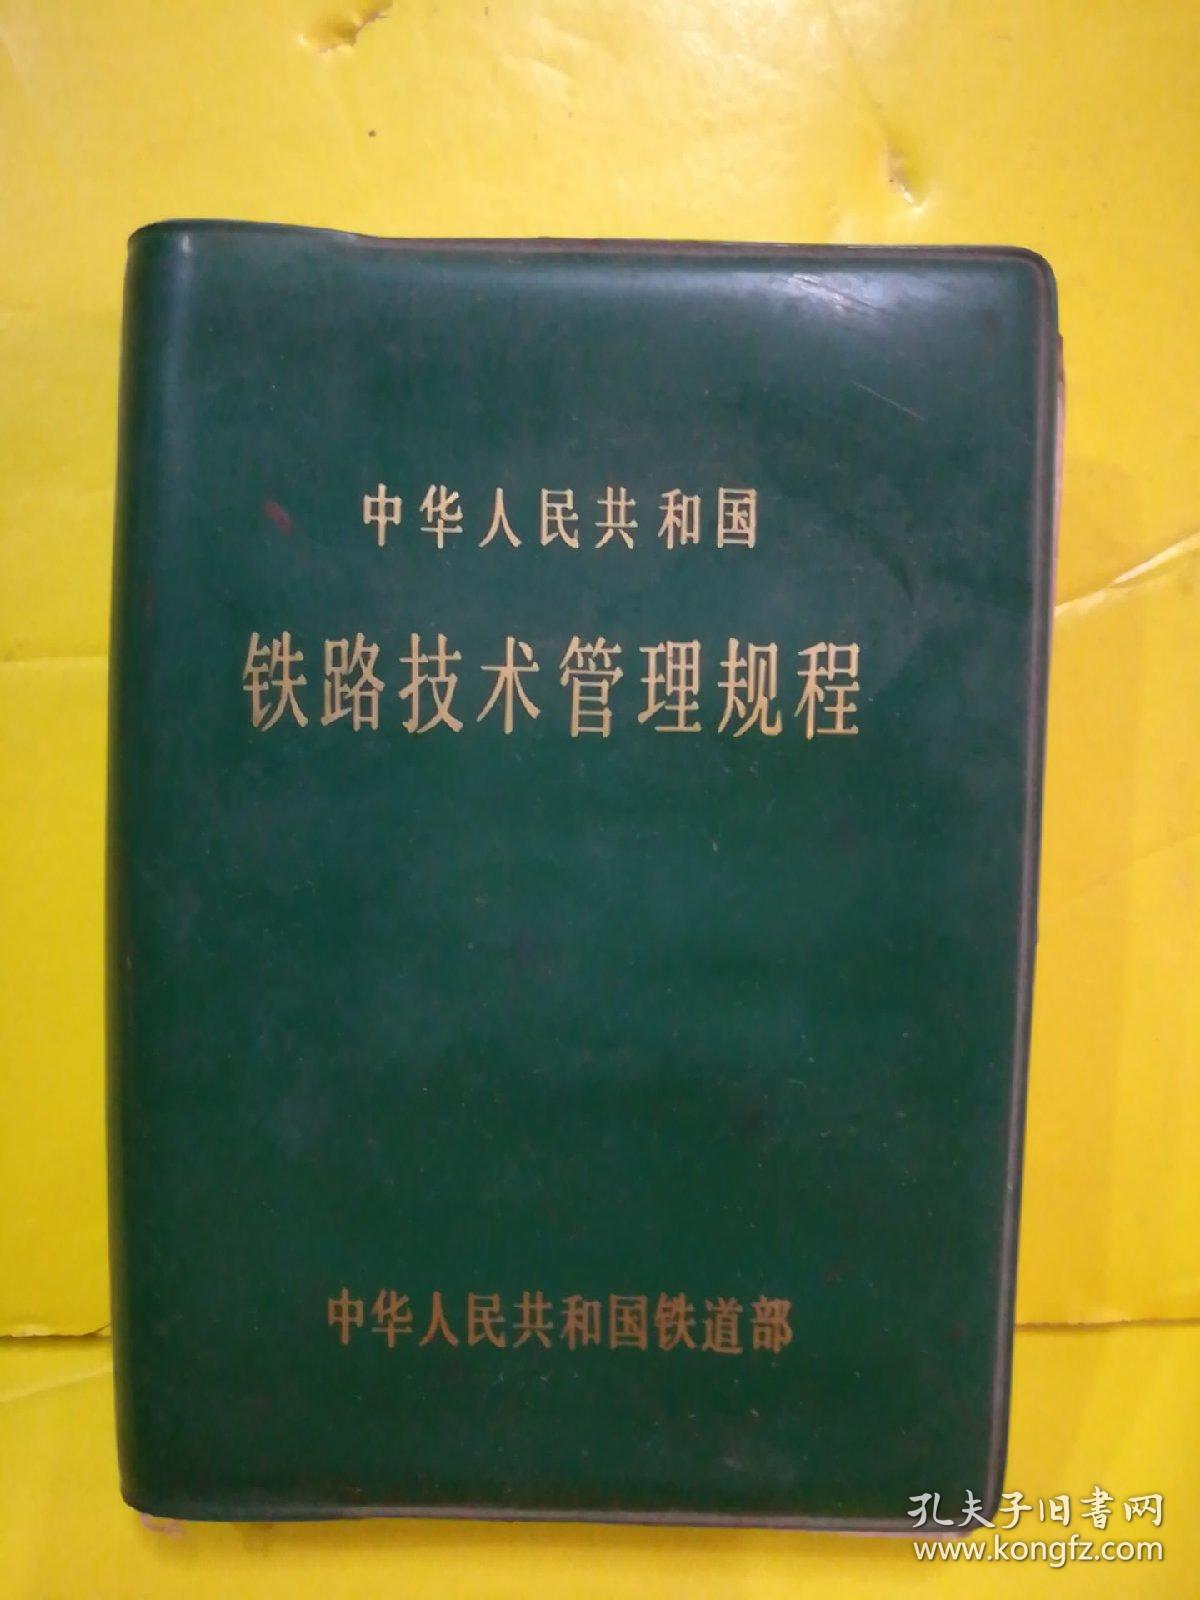 中华人民共和国
铁路技术管理规程
中华人民共和国铁道部
孔夫子旧書网
www.kongfz.com